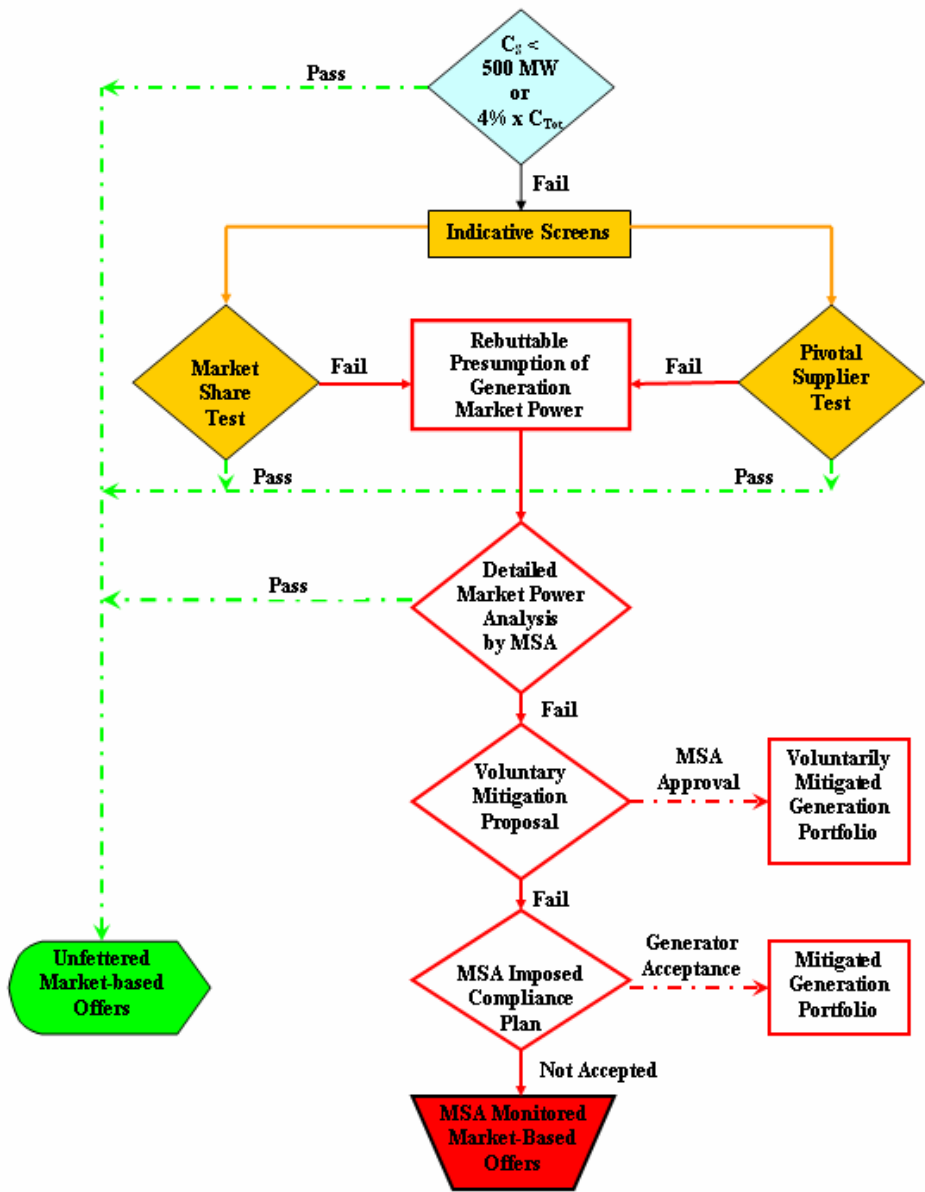 C_S <
500 MW
or
4% x C_Tot
Pass
Fail
Indicative Screens
Market
Share
Test
Fail
Rebuttable
Presumption of
Generation
Market Power
Fail
Pivotal
Supplier
Test
Pass
Pass
Detailed
Market Power
Analysis
by MSA
Pass
Fail
Voluntary
Mitigation
Proposal
MSA
Approval
Voluntarily
Mitigated
Generation
Portfolio
Fail
Unfettered
Market-based
Offers
MSA Imposed
Compliance
Plan
Generator
Acceptance
Mitigated
Generation
Portfolio
Not Accepted
MSA Monitored
Market-Based
Offers